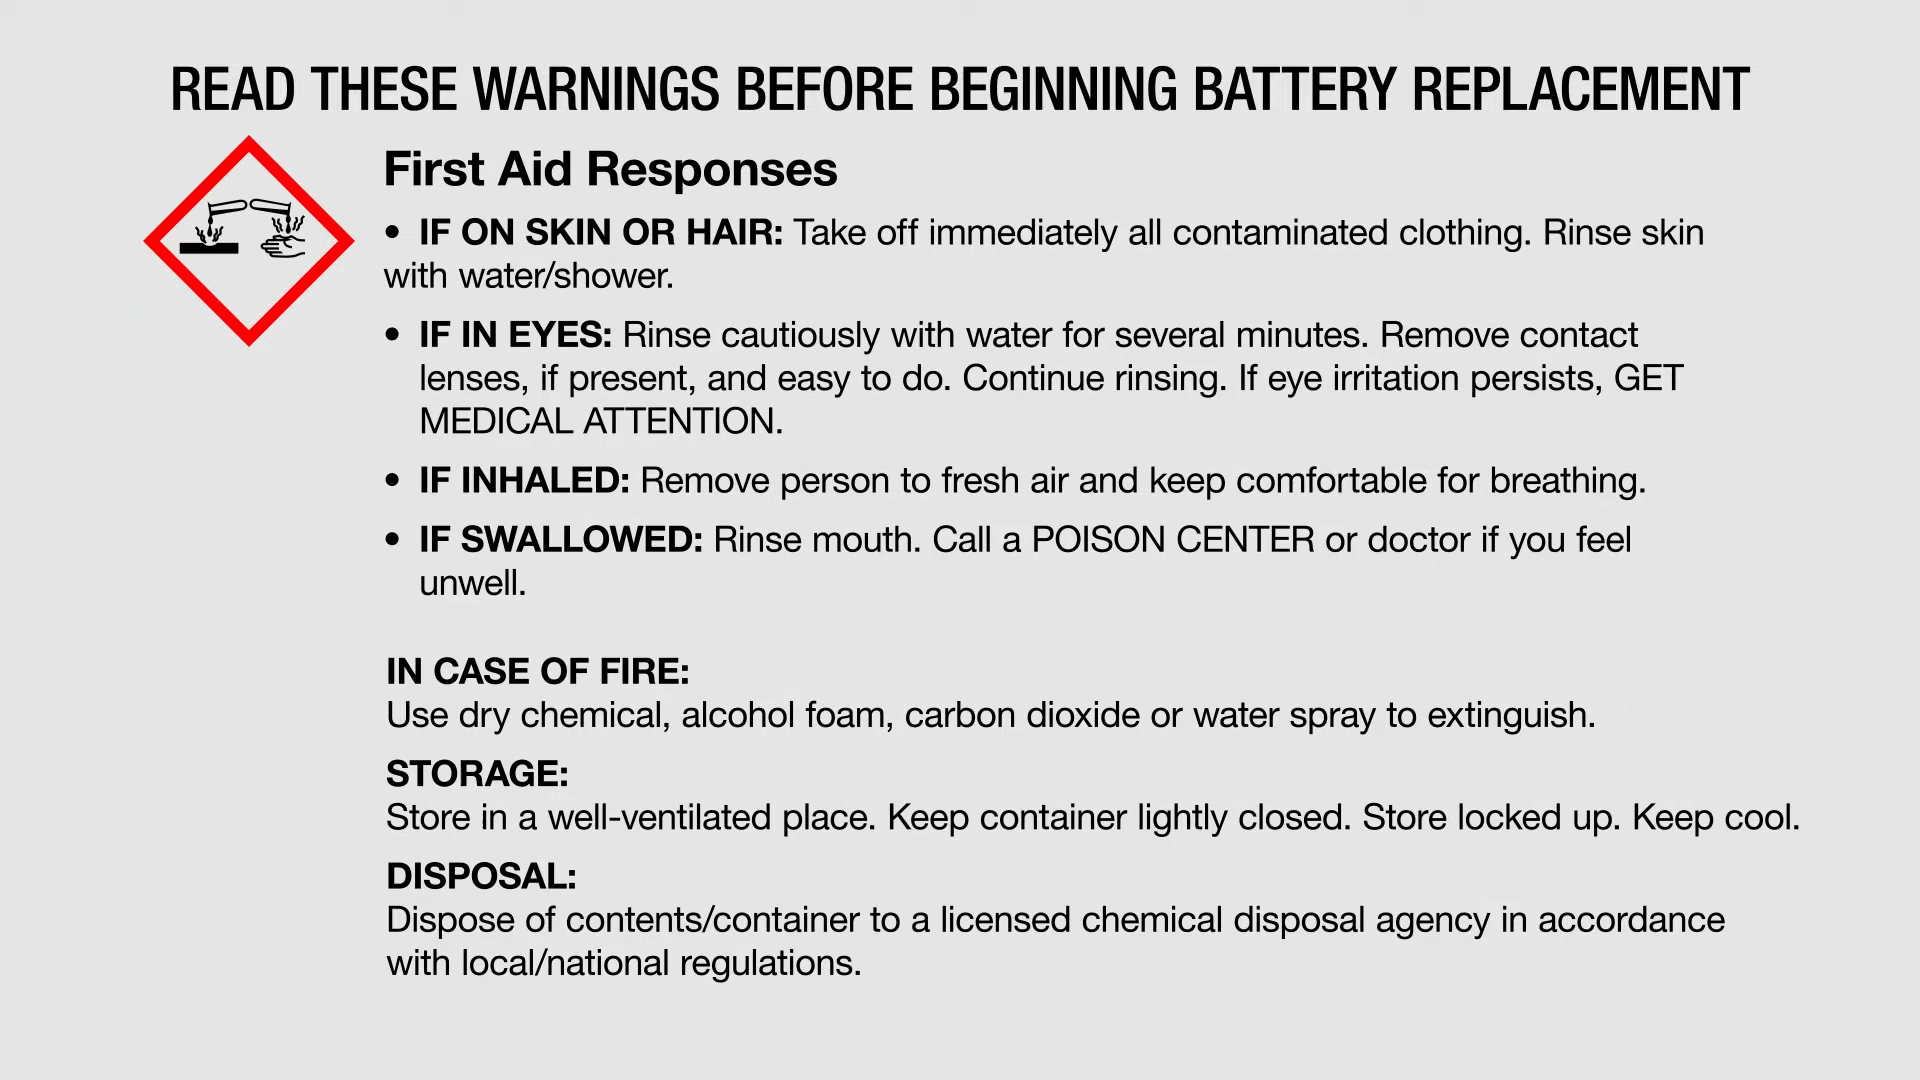 READ THESE WARNINGS BEFORE BEGINNING BATTERY REPLACEMENT
First Aid Responses
• IF ON SKIN OR HAIR: Take off immediately all contaminated clothing. Rinse skin
with water/shower.
• IF IN EYES: Rinse cautiously with water for several minutes. Remove contact
lenses, if present, and easy to do. Continue rinsing. If eye irritation persists, GET
MEDICAL ATTENTION.
• IF INHALED: Remove person to fresh air and keep comfortable for breathing.
• IF SWALLOWED: Rinse mouth. Call a POISON CENTER or doctor if you feel
unwell.
IN CASE OF FIRE:
Use dry chemical, alcohol foam, carbon dioxide or water spray to extinguish.
STORAGE:
Store in a well-ventilated place. Keep container lightly closed. Store locked up. Keep cool.
DISPOSAL:
Dispose of contents/container to a licensed chemical disposal agency in accordance
with local/national regulations.